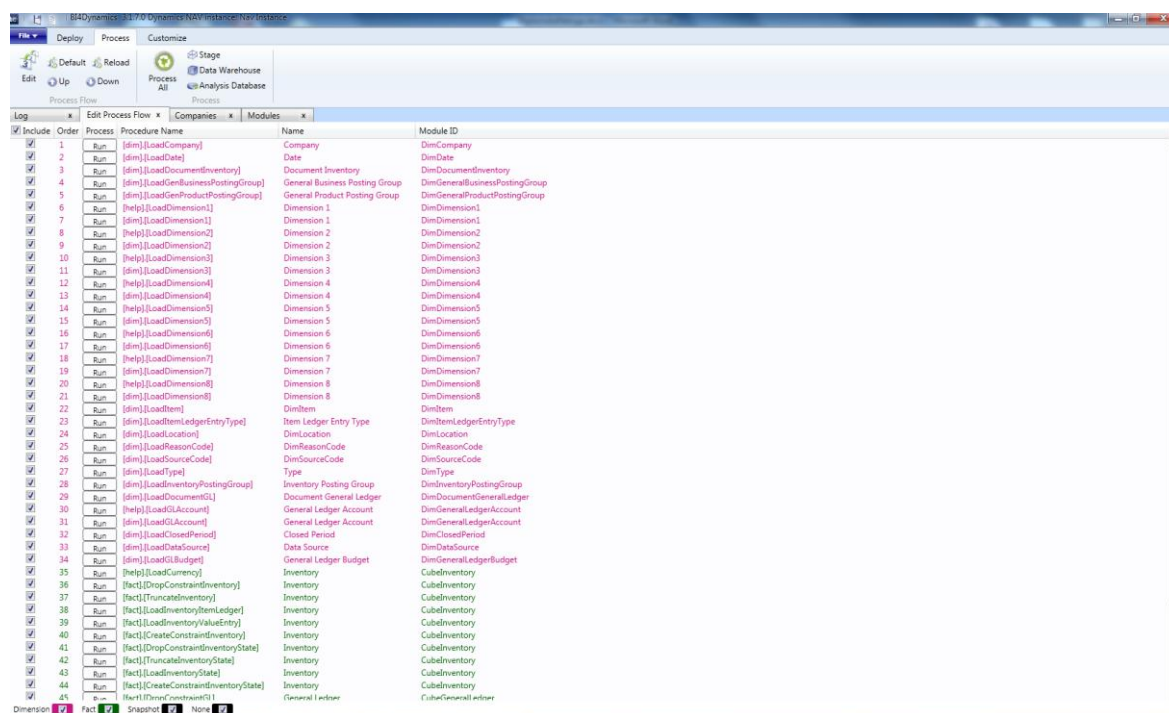 BI4Dynamics 3.1.7.0 Dynamics NAV Instance: Nav Instance
File Deploy Process Customize
Edit Default Reload Up Down Process All Stage Data Warehouse Analysis Database
Process Flow Process
Log x Edit Process Flow x Companies x Modules x
Include Order Process Procedure Name Name Module ID
1 Run [dim].[LoadCompany] Company DimCompany
2 Run [dim].[LoadDate] Date DimDate
3 Run [dim].[LoadDocumentInventory] Document Inventory DimDocumentInventory
4 Run [dim].[LoadGenBusinessPostingGroup] General Business Posting Group DimGeneralBusinessPostingGroup
5 Run [dim].[LoadGenProductPostingGroup] General Product Posting Group DimGeneralProductPostingGroup
6 Run [help].[LoadDimension1] Dimension 1 DimDimension1
7 Run [dim].[LoadDimension1] Dimension 1 DimDimension1
8 Run [help].[LoadDimension2] Dimension 2 DimDimension2
9 Run [dim].[LoadDimension2] Dimension 2 DimDimension2
10 Run [help].[LoadDimension3] Dimension 3 DimDimension3
11 Run [dim].[LoadDimension3] Dimension 3 DimDimension3
12 Run [help].[LoadDimension4] Dimension 4 DimDimension4
13 Run [dim].[LoadDimension4] Dimension 4 DimDimension4
14 Run [help].[LoadDimension5] Dimension 5 DimDimension5
15 Run [dim].[LoadDimension5] Dimension 5 DimDimension5
16 Run [help].[LoadDimension6] Dimension 6 DimDimension6
17 Run [dim].[LoadDimension6] Dimension 6 DimDimension6
18 Run [help].[LoadDimension7] Dimension 7 DimDimension7
19 Run [dim].[LoadDimension7] Dimension 7 DimDimension7
20 Run [help].[LoadDimension8] Dimension 8 DimDimension8
21 Run [dim].[LoadDimension8] Dimension 8 DimDimension8
22 Run [dim].[LoadItem] DimItem DimItem
23 Run [dim].[LoadItemLedgerEntryType] Item Ledger Entry Type DimItemLedgerEntryType
24 Run [dim].[LoadLocation] DimLocation DimLocation
25 Run [dim].[LoadReasonCode] DimReasonCode DimReasonCode
26 Run [dim].[LoadSourceCode] DimSourceCode DimSourceCode
27 Run [dim].[LoadType] Type DimType
28 Run [dim].[LoadInventoryPostingGroup] Inventory Posting Group DimInventoryPostingGroup
29 Run [dim].[LoadDocumentGL] Document General Ledger DimDocumentGeneralLedger
30 Run [help].[LoadGLAccount] General Ledger Account DimGeneralLedgerAccount
31 Run [dim].[LoadGLAccount] General Ledger Account DimGeneralLedgerAccount
32 Run [dim].[LoadClosedPeriod] Closed Period DimClosedPeriod
33 Run [dim].[LoadDataSource] Data Source DimDataSource
34 Run [dim].[LoadGLBudget] General Ledger Budget DimGeneralLedgerBudget
35 Run [help].[LoadCurrency] Inventory CubeInventory
36 Run [fact].[DropConstraintInventory] Inventory CubeInventory
37 Run [fact].[TruncateInventory] Inventory CubeInventory
38 Run [fact].[LoadInventoryItemLedger] Inventory CubeInventory
39 Run [fact].[LoadInventoryValueEntry] Inventory CubeInventory
40 Run [fact].[CreateConstraintInventory] Inventory CubeInventory
41 Run [fact].[DropConstraintInventoryState] Inventory CubeInventory
42 Run [fact].[TruncateInventoryState] Inventory CubeInventory
43 Run [fact].[LoadInventoryState] Inventory CubeInventory
44 Run [fact].[CreateConstraintInventoryState] Inventory CubeInventory
45 Run [fact].[DropConstraintGL] General Ledger CubeGeneralLedger
Dimension Fact Snapshot None